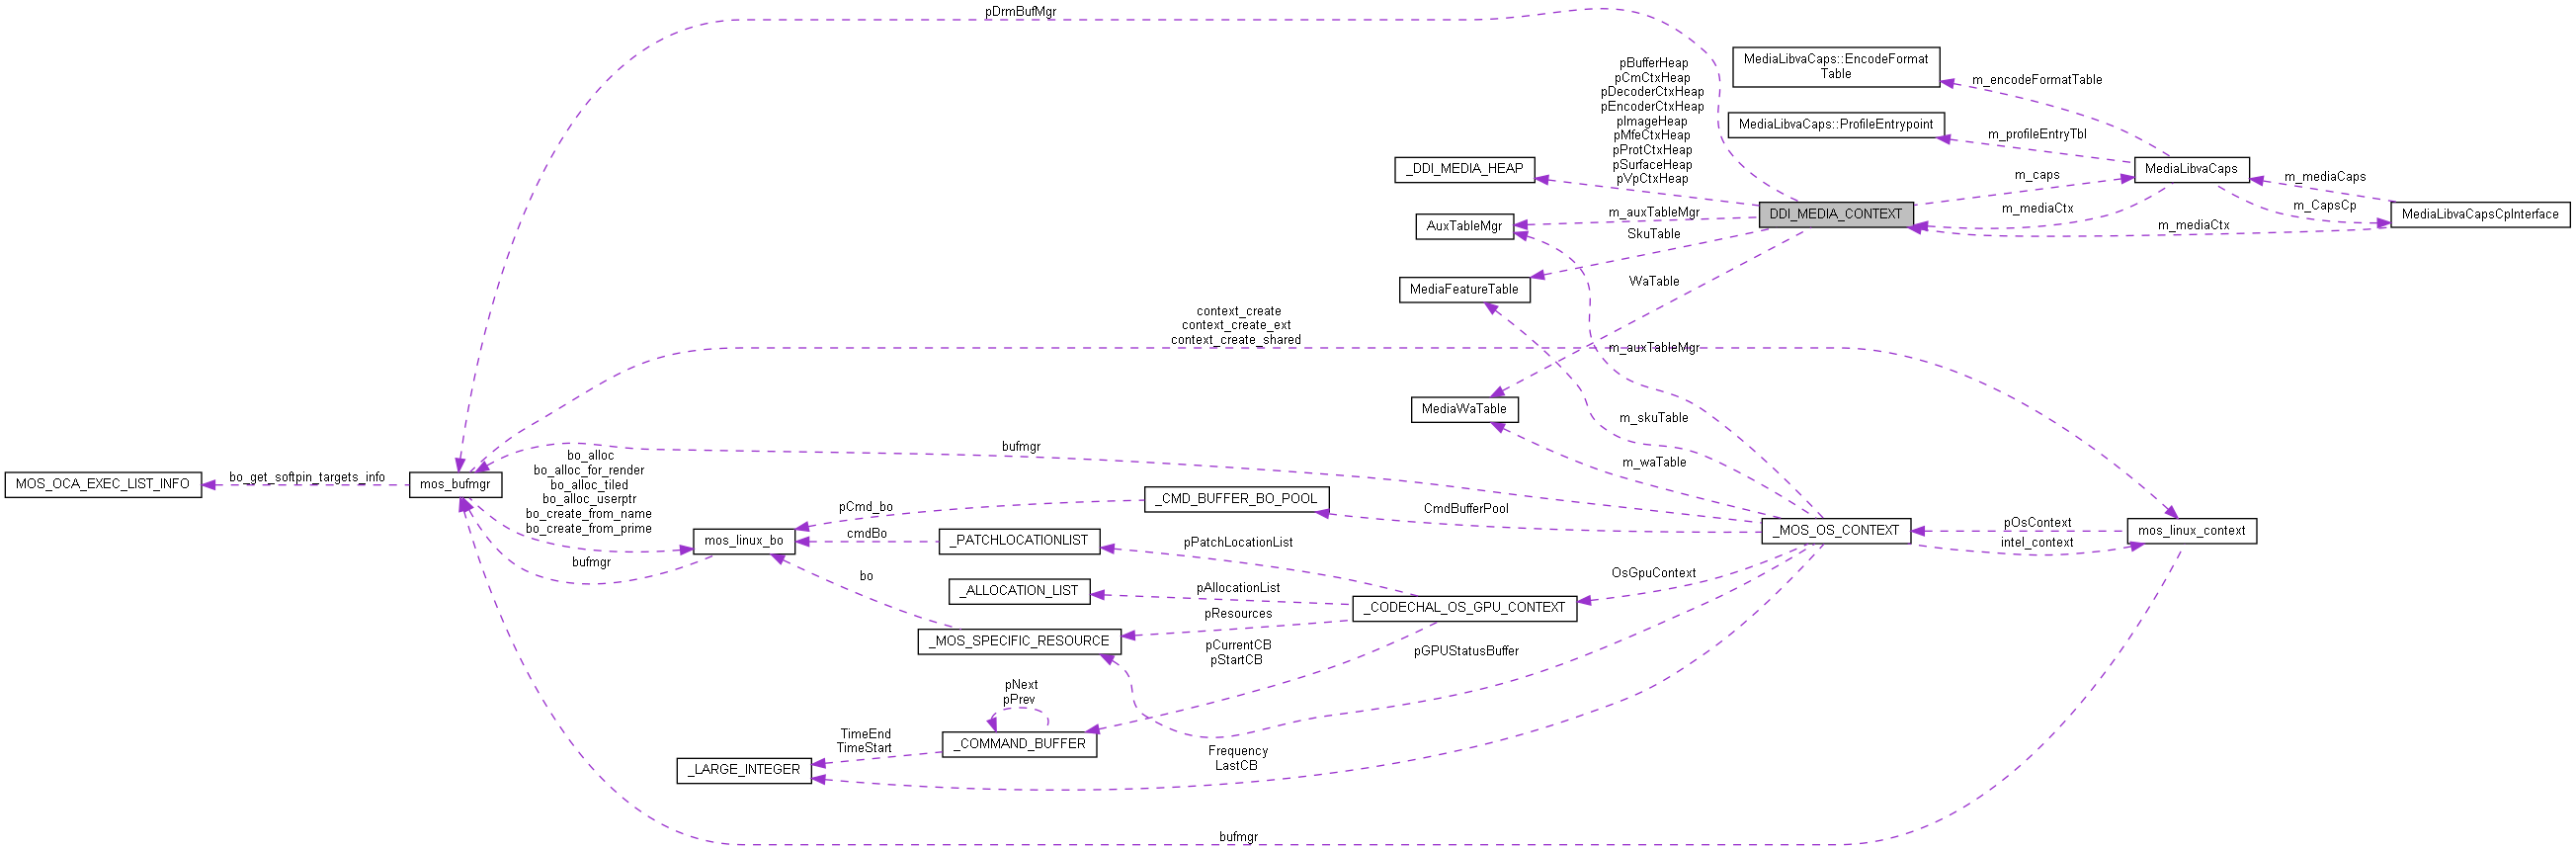 pDrmBufMgr
MediaLibvaCaps::EncodeFormat
Table
m_encodeFormatTable
pBufferHeap
pCmCtxHeap
pDecoderCtxHeap
pEncoderCtxHeap
pImageHeap
pMfeCtxHeap
pProtCtxHeap
pSurfaceHeap
pVpCtxHeap
MediaLibvaCaps::ProfileEntrypoint
m_profileEntryTbl
_DDI_MEDIA_HEAP
MediaLibvaCaps
m_caps
m_mediaCaps
m_auxTableMgr
DDI_MEDIA_CONTEXT
m_mediaCtx
m_CapsCp
MediaLibvaCapsCpInterface
AuxTableMgr
SkuTable
m_mediaCtx
MediaFeatureTable
WaTable
context_create
context_create_ext
context_create_shared
m_auxTableMgr
MediaWaTable
m_skuTable
bufmgr
m_waTable
MOS_OCA_EXEC_LIST_INFO
bo_get_softpin_targets_info
mos_bufmgr
bo_alloc
bo_alloc_for_render
bo_alloc_tiled
bo_alloc_userptr
bo_create_from_name
bo_create_from_prime
pCmd_bo
_CMD_BUFFER_BO_POOL
CmdBufferPool
mos_linux_bo
cmdBo
_PATCHLOCATIONLIST
pPatchLocationList
_MOS_OS_CONTEXT
pOsContext
intel_context
mos_linux_context
bufmgr
bo
_ALLOCATION_LIST
pAllocationList
OsGpuContext
_CODECHAL_OS_GPU_CONTEXT
pResources
_MOS_SPECIFIC_RESOURCE
pCurrentCB
pStartCB
pGPUStatusBuffer
pNext
pPrev
_COMMAND_BUFFER
TimeEnd
TimeStart
_LARGE_INTEGER
Frequency
LastCB
bufmgr